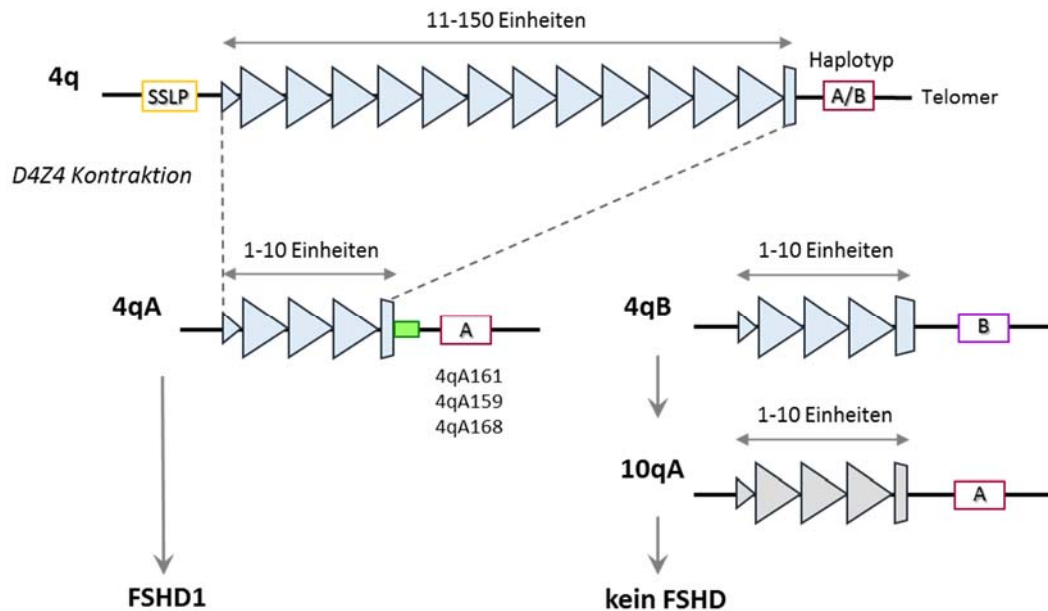 11-150 Einheiten
4q
SSLP
Haplotyp
A/B
Telomer
D4Z4 Kontraktion
1-10 Einheiten
4qA
A
4qA161
4qA159
4qA168
1-10 Einheiten
4qB
B
1-10 Einheiten
10qA
A
FSHD1
kein FSHD